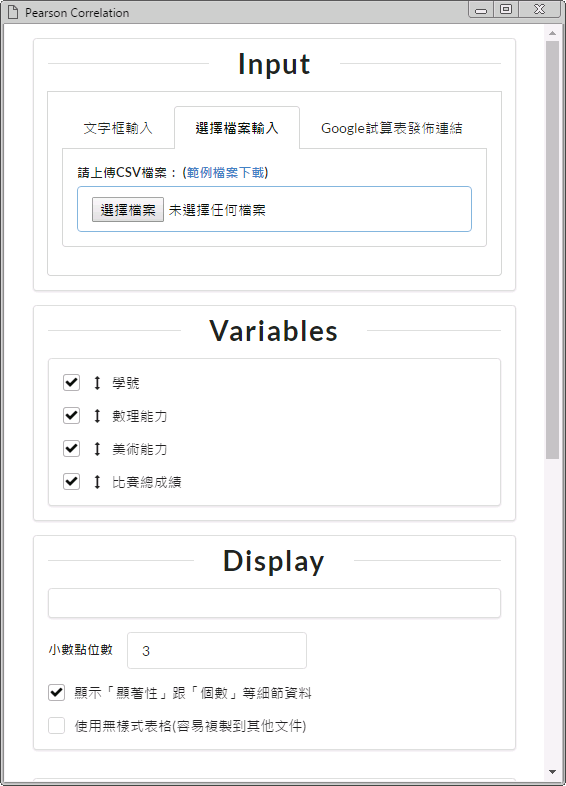 Pearson Correlation
Input
文字框輸入 選擇檔案輸入 Google試算表發佈連結
請上傳CSV檔案： (範例檔案下載)
選擇檔案 未選擇任何檔案
Variables
學號
數理能力
美術能力
比賽總成績
Display
小數點位數 3
顯示「顯著性」跟「個數」等細節資料
使用無樣式表格(容易複製到其他文件)